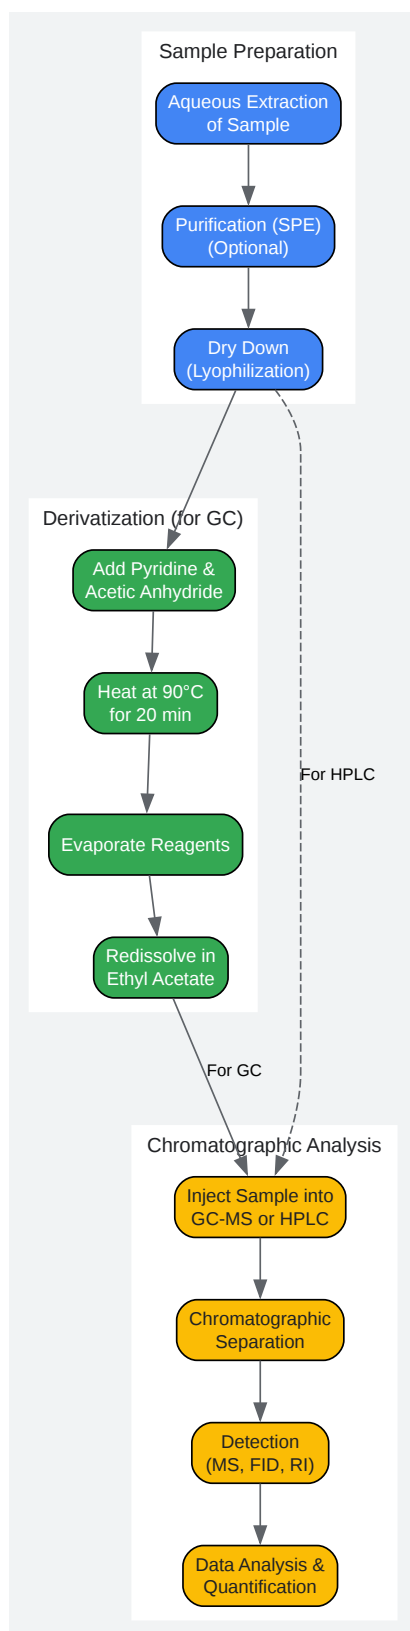 Sample Preparation
Aqueous Extraction
of Sample
Purification (SPE)
(Optional)
Dry Down
(Lyophilization)
Derivatization (for GC)
Add Pyridine &
Acetic Anhydride
Heat at 90°C
for 20 min
For HPLC
Evaporate Reagents
Redissolve in
Ethyl Acetate
For GC
Chromatographic Analysis
Inject Sample into
GC-MS or HPLC
Chromatographic
Separation
Detection
(MS, FID, RI)
Data Analysis &
Quantification